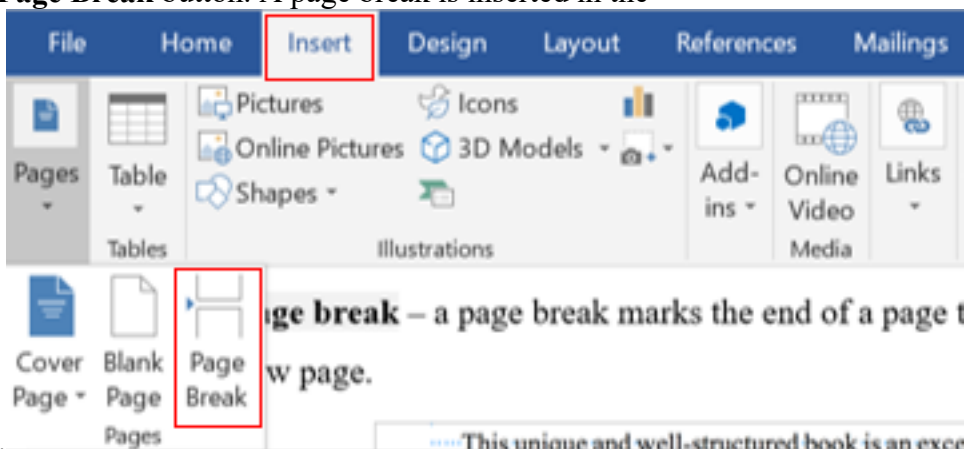 Page Break button. A page break is inserted in the
File Home Insert Design Layout References Mailings
Pictures Icons
Online Pictures 3D Models
Pages Table Shapes Add-ins Online Video Links
Tables Illustrations Media
age break – a page break marks the end of a page
Cover Page Blank Page Page Break
w page.
Pages
This unique and well-structured book is an